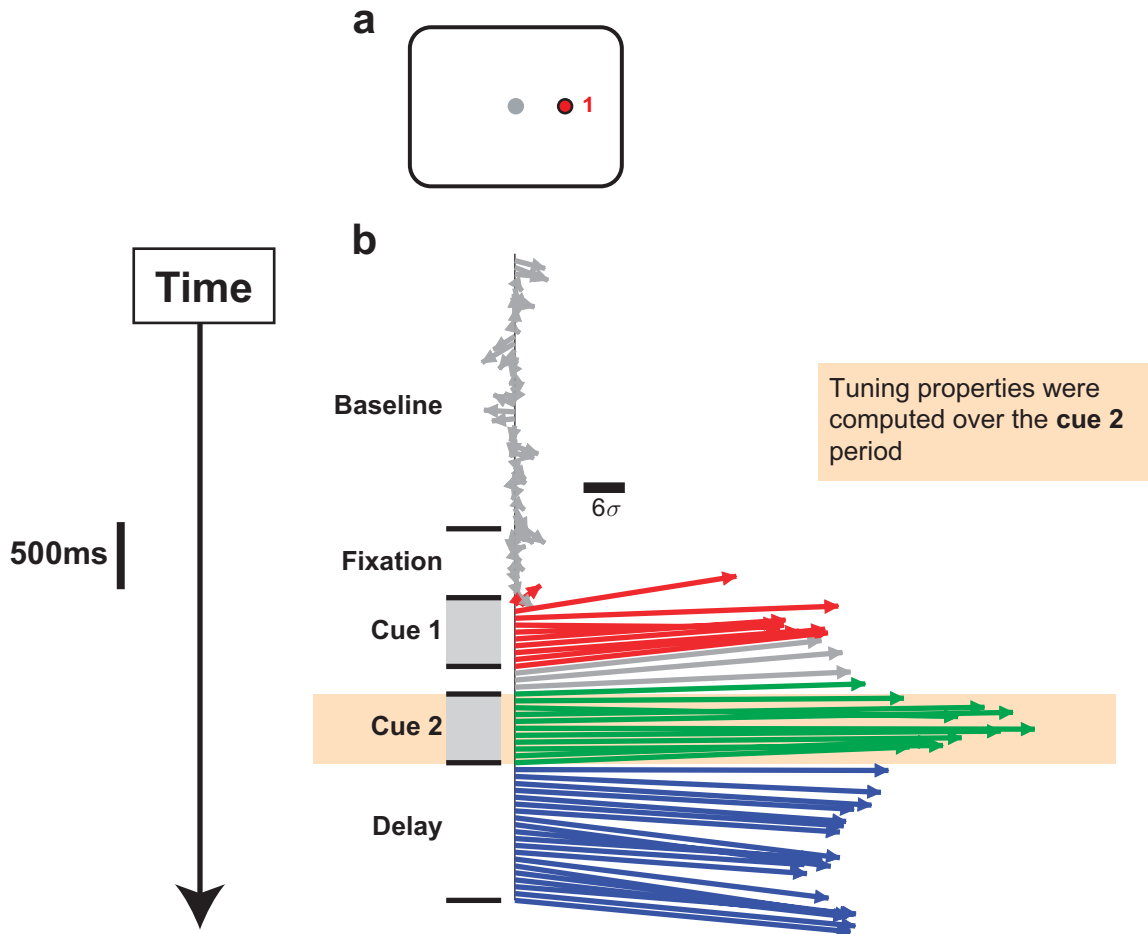 a
1
b
Time
Baseline
Tuning properties were
computed over the cue 2
period
6σ
500ms
Fixation
Cue 1
Cue 2
Delay